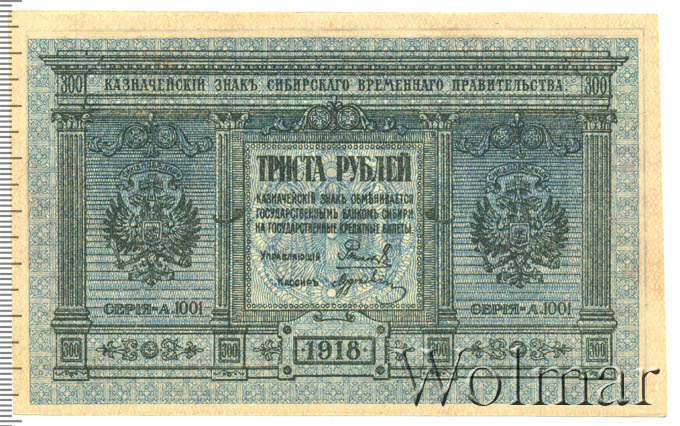 300 КАЗНАЧЕЙСКІЙ ЗНАКЪ СИБИРСКАГО ВРЕМЕННАГО ПРАВИТЕЛЬСТВА. 300
ТРИСТА РУБЛЕЙ
КАЗНАЧЕЙСКІЙ ЗНАКЪ ОБМѢНИВАЕТСЯ
ГОСУДАРСТВЕННЫМЪ БАНКОМЪ СИБИРИ
НА ГОСУДАРСТВЕННЫЕ КРЕДИТНЫЕ БИЛЕТЫ.
УПРАВЛЯЮЩІЙ
КАССИРЪ
СЕРІЯ-А.1001
СЕРІЯ-А.1001
300 300 1918 300 300
Wolmar